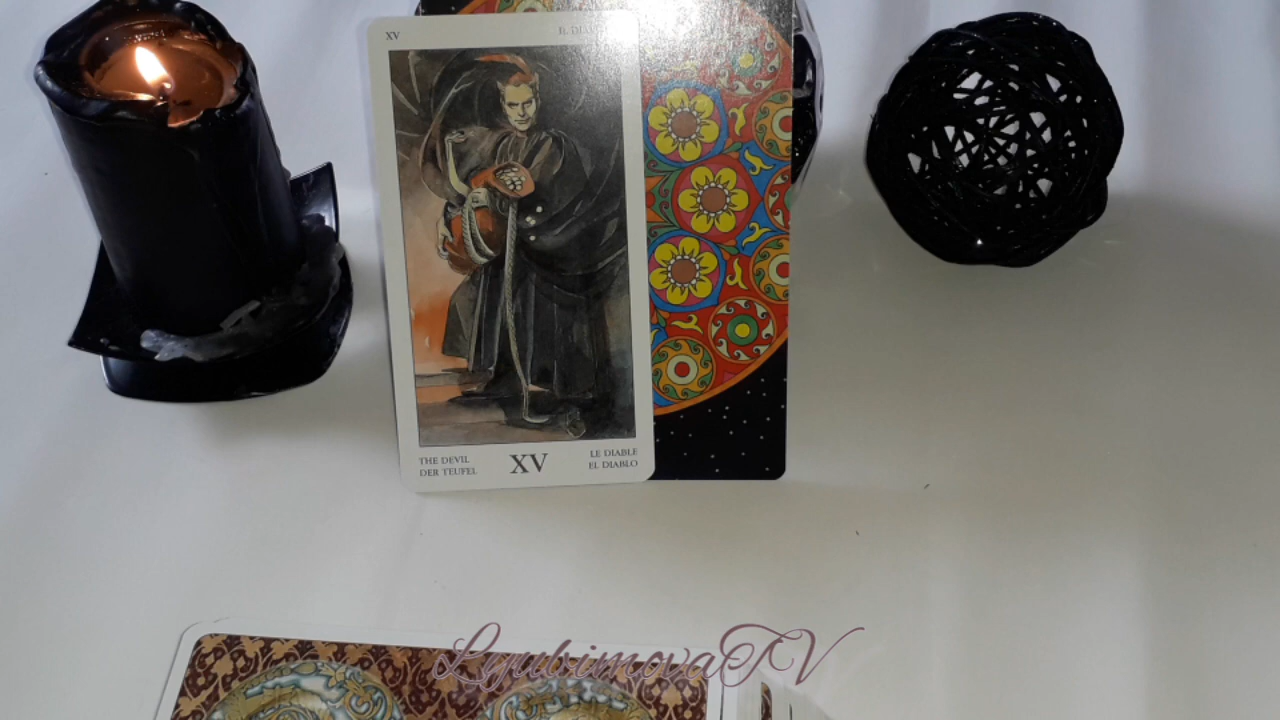 XV
THE DEVIL
DER TEUFEL
XV
LE DIABLE
EL DIABLO
LyubimovaTV